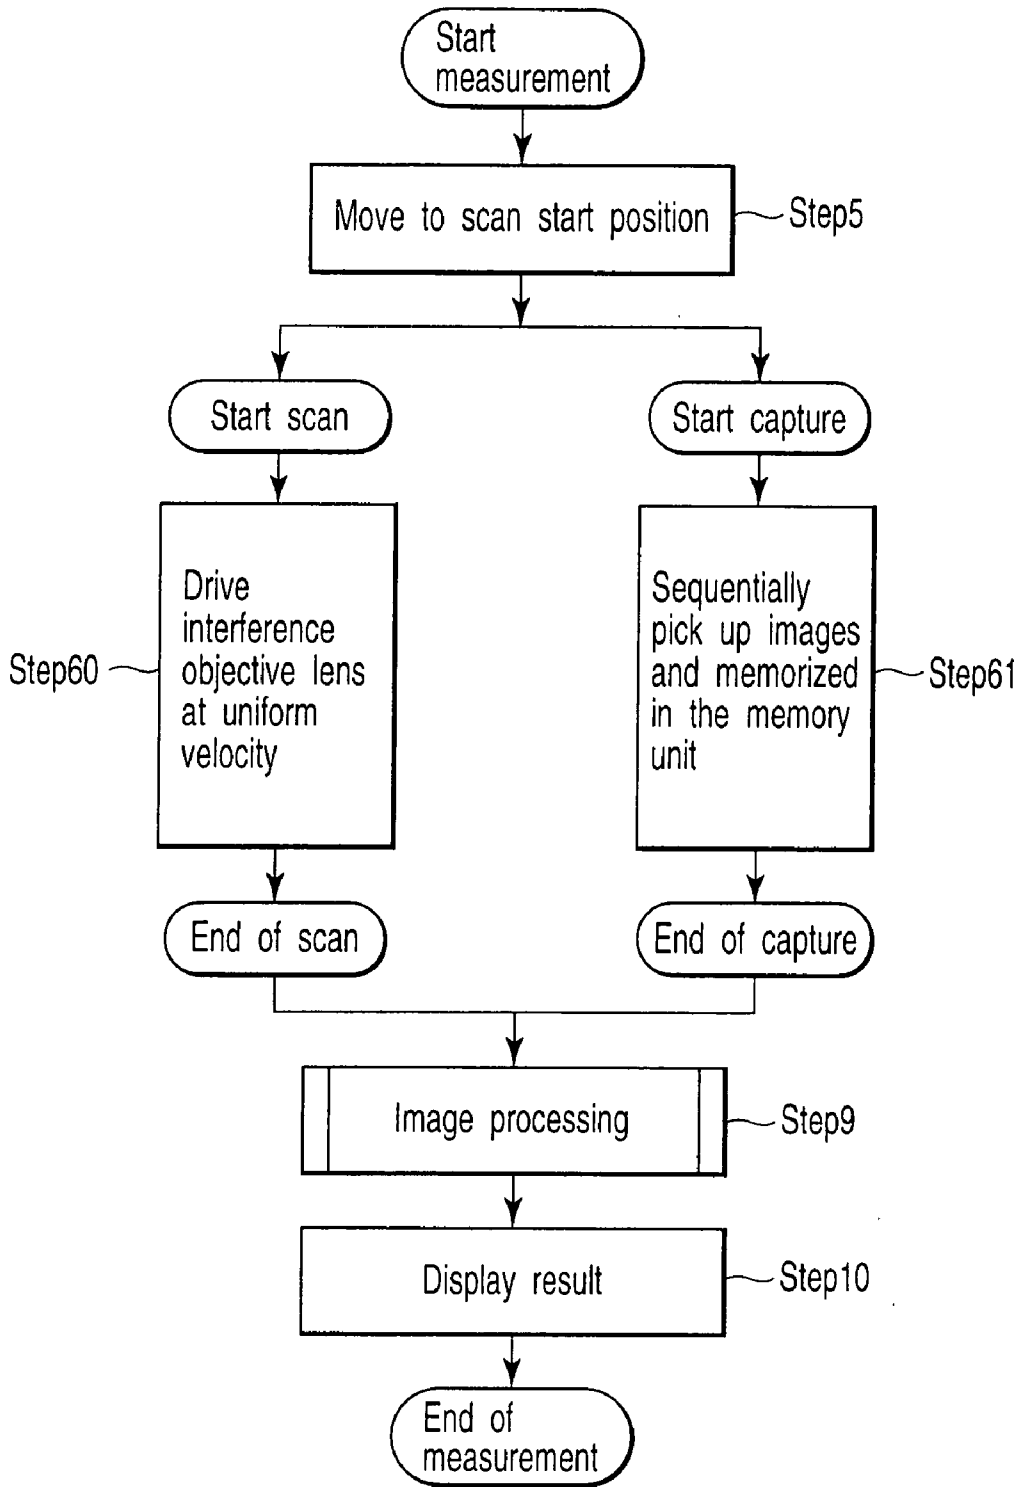 Start
measurement
Move to scan start position
Step5
Start scan
Start capture
Drive
interference
objective lens
at uniform
velocity
Step60
Sequentially
pick up images
and memorized
in the memory
unit
Step61
End of scan
End of capture
Image processing
Step9
Display result
Step10
End of
measurement